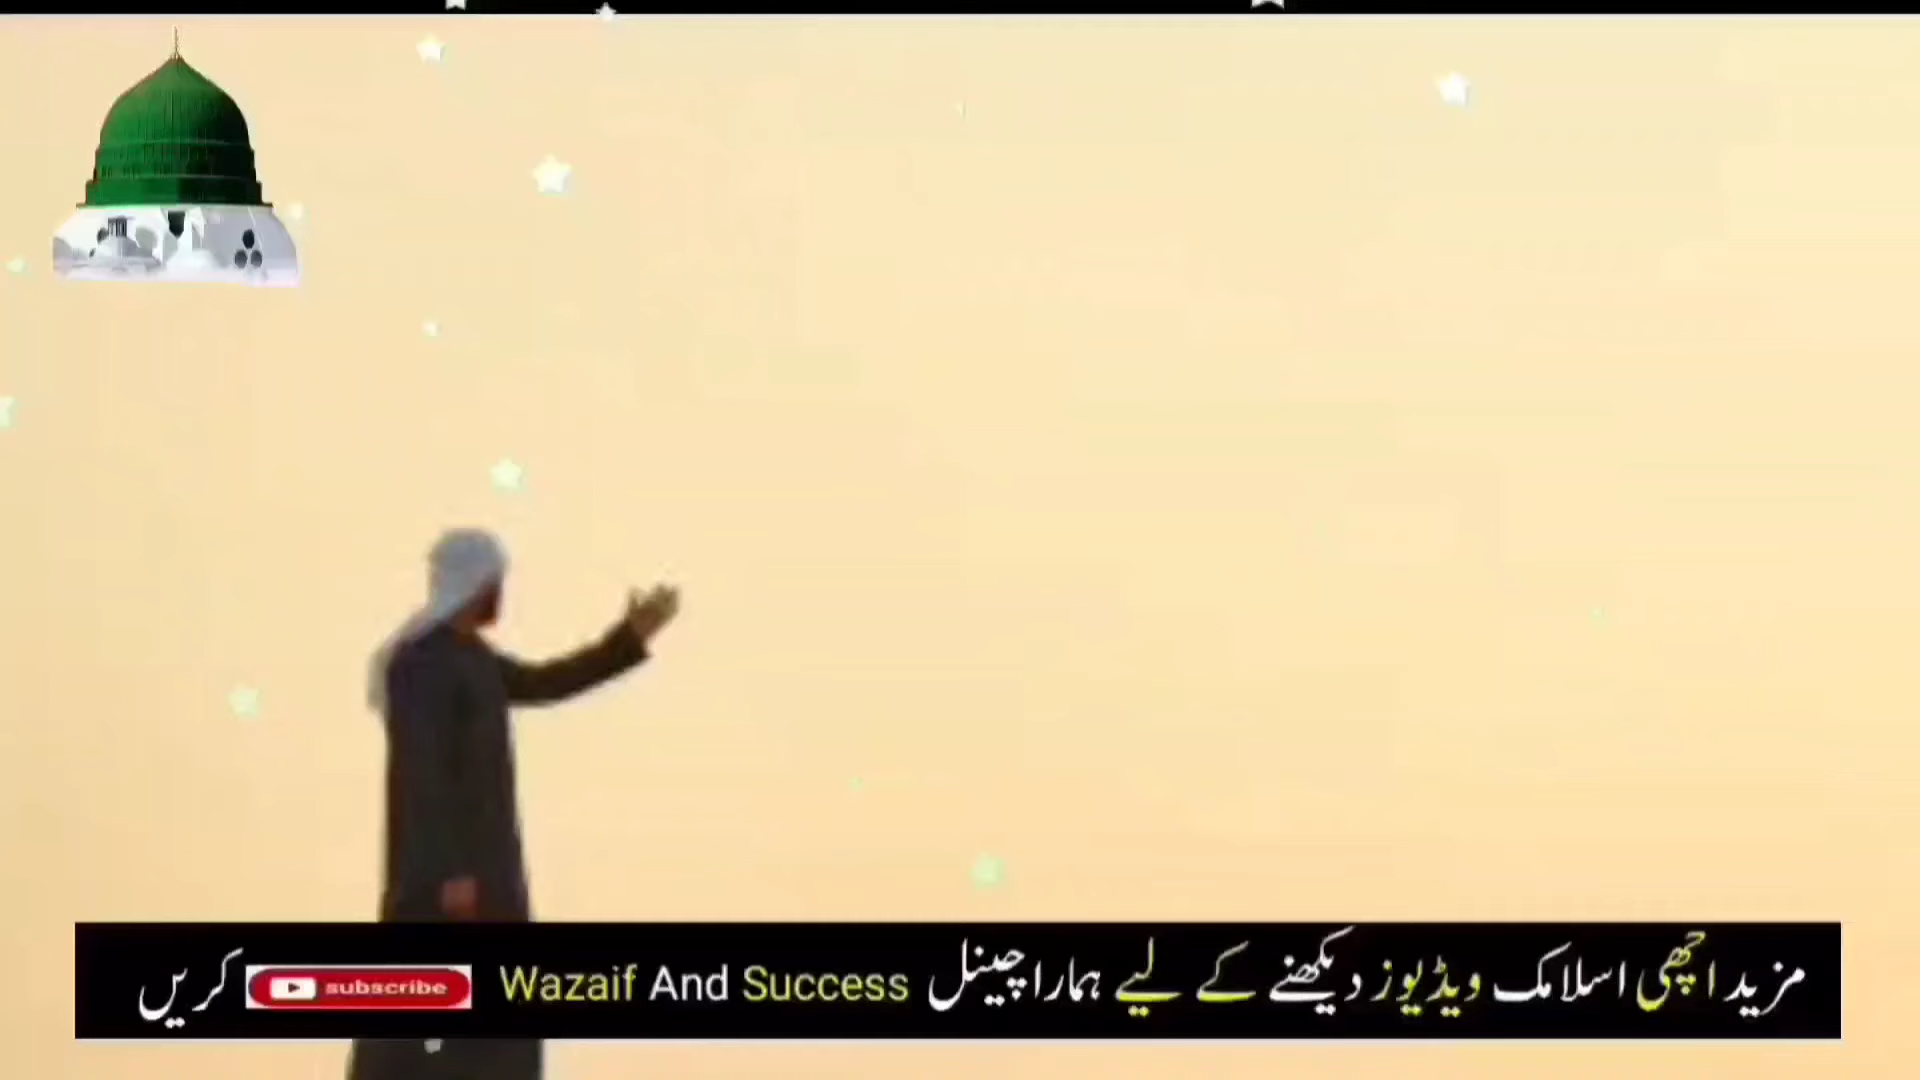 مزید اچھی اسلامک ویڈیوز دیکھنے کے لیے ہمارا چینل Wazaif And Success subscribe کریں